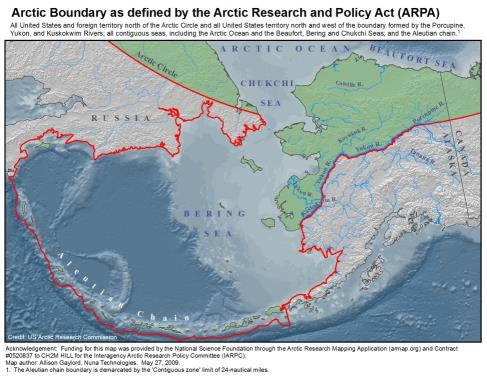 Arctic Boundary as defined by the Arctic Research and Policy Act (ARPA)
All United States and foreign territory north of the Arctic Circle and all United States territory north and west of the boundary formed by the Porcupine,
Yukon, and Kuskokwim Rivers; all contiguous seas, including the Arctic Ocean and the Beaufort, Bering and Chukchi Seas; and the Aleutian chain.1
ARCTIC OCEAN
BEAUFORT SEA
Arctic Circle
CHUKCHI
SEA
Colville R.
RUSSIA
Porcupine R.
Koyukuk R.
Yukon R.
Tanana R.
ALASKA
CANADA
Yukon R.
BERING
SEA
Aleutian Chain
Credit: US Arctic Research Commission
Acknowledgement: Funding for this map was provided by the National Science Foundation through the Arctic Research Mapping Application (armap.org) and Contract
#0520837 to CH2M HILL for the Interagency Arctic Research Policy Committee (IARPC).
Map author: Allison Gaylord, Nuna Technologies. May 27, 2009.
1. The Aleutian chain boundary is demarcated by the 'Contiguous zone' limit of 24-nautical miles.